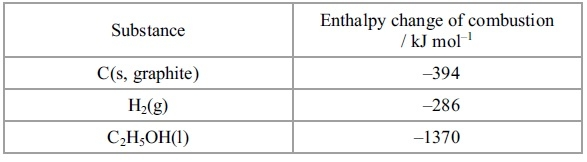 Substance
Enthalpy change of combustion
/ kJ mol⁻¹
C(s, graphite)
–394
H₂(g)
–286
C₂H₅OH(l)
–1370